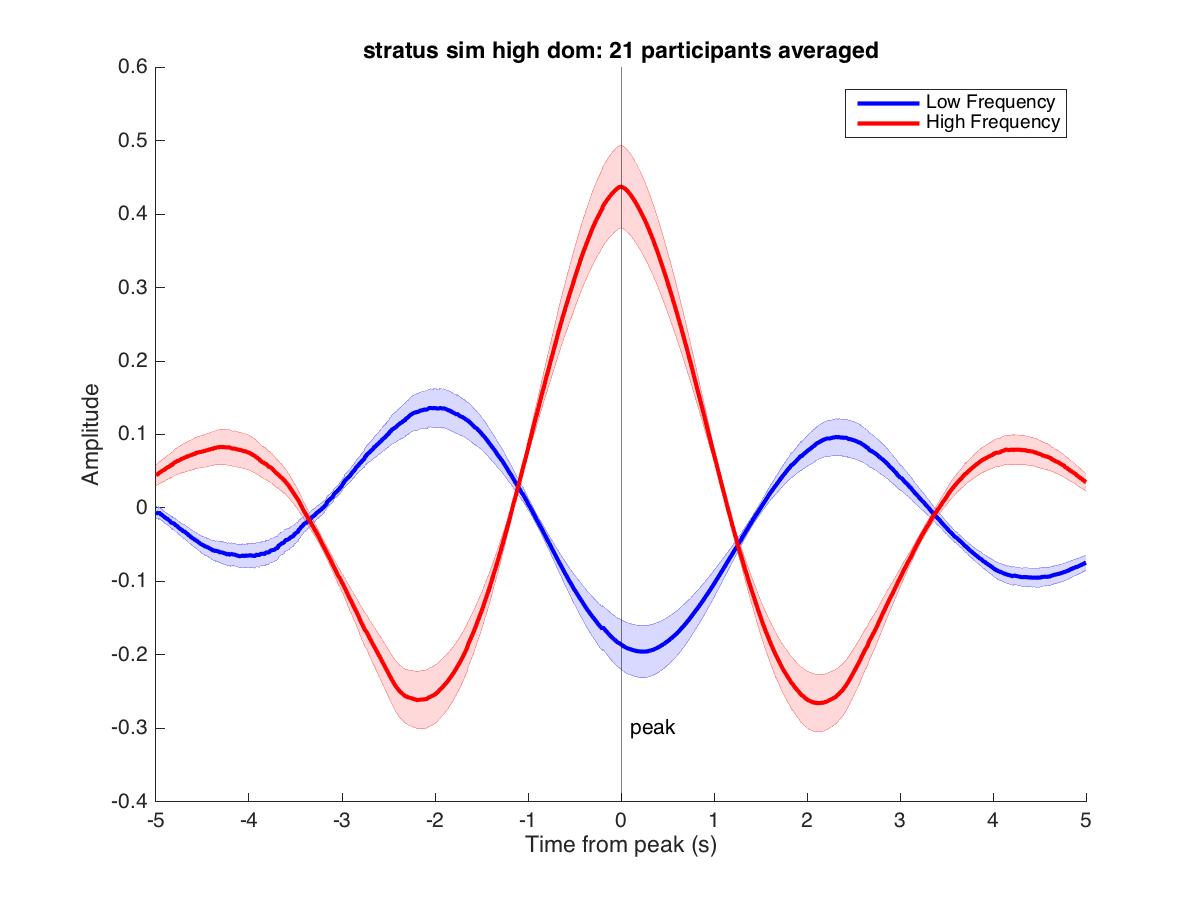 stratus sim high dom: 21 participants averaged
0.6
0.5
0.4
0.3
0.2
0.1
0
-0.1
-0.2
-0.3
-0.4
Amplitude
Low Frequency
High Frequency
peak
-5 -4 -3 -2 -1 0 1 2 3 4 5
Time from peak (s)